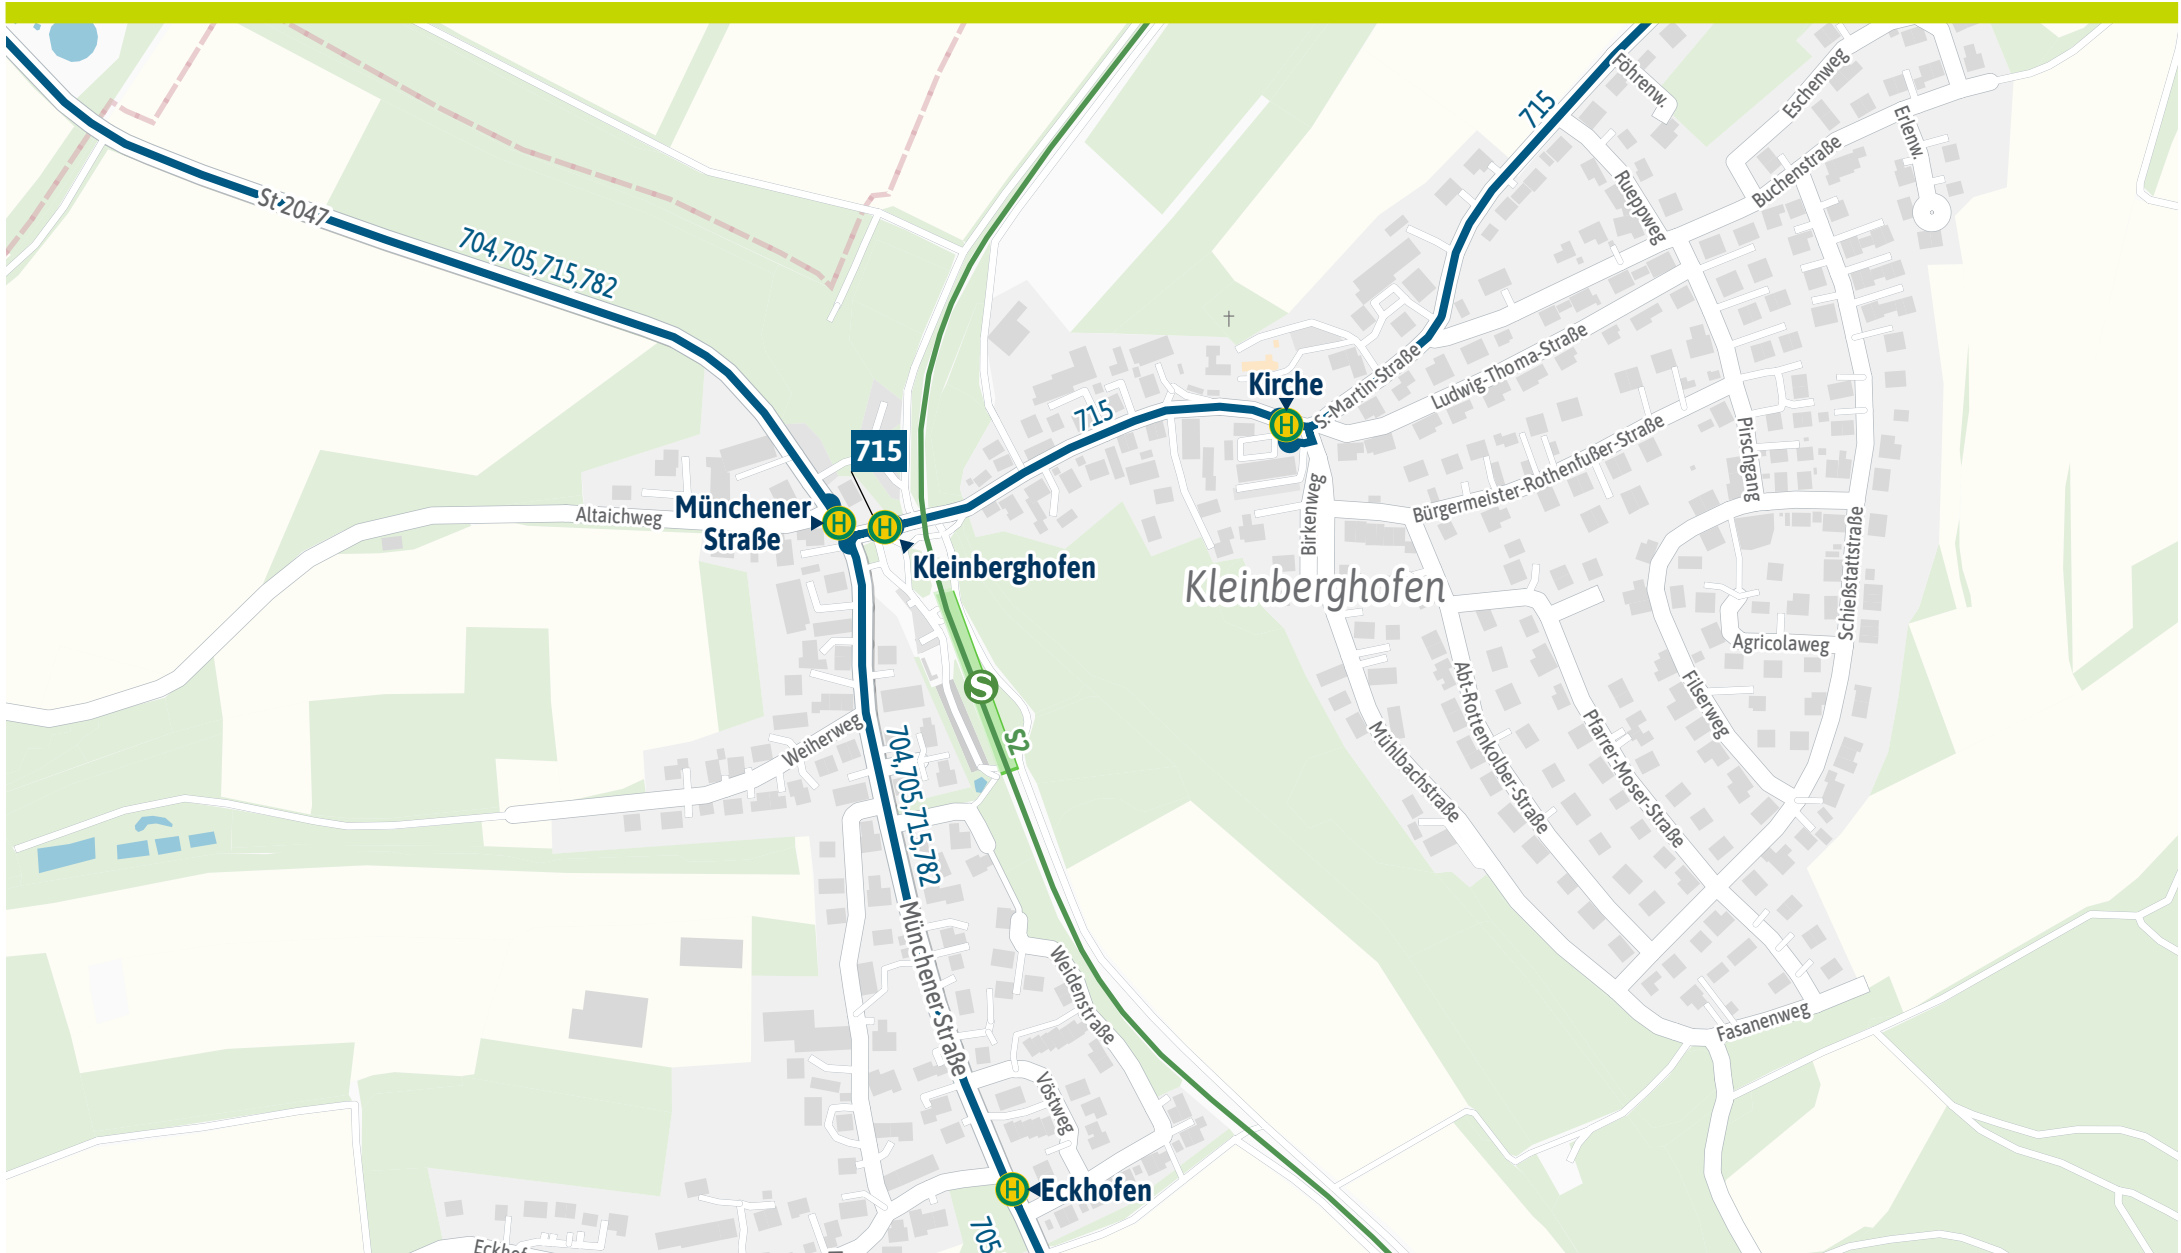 Föhrenw.
Eschenweg
715
Erlenw.
Buchenstraße
Rueppweg
St 2047
704,705,715,782
Kirche
S.-Martin-Straße
Ludwig-Thoma-Straße
715
715
H
Pirschgang
Bürgermeister-Rothenfußer-Straße
Münchener
Straße
H
H
Altaichweg
Birkenweg
Kleinberghofen
Kleinberghofen
Schießstattstraße
Agricolaweg
S
S2
Abt-Rottenkolber-Straße
Filserweg
Pfarrer-Moser-Straße
Mühlbachstraße
Weiherweg
704,705,715,782
Münchener Straße
Weidenstraße
Fasanenweg
Vöstweg
H
Eckhofen
705